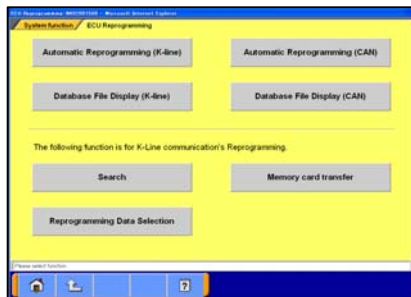 System function ECU Reprogramming
Automatic Reprogramming (K-line) Automatic Reprogramming (CAN)
Database File Display (K-line) Database File Display (CAN)
The following function is for K-Line communication's Reprogramming.
Search Memory card transfer
Reprogramming Data Selection
Please select function
?